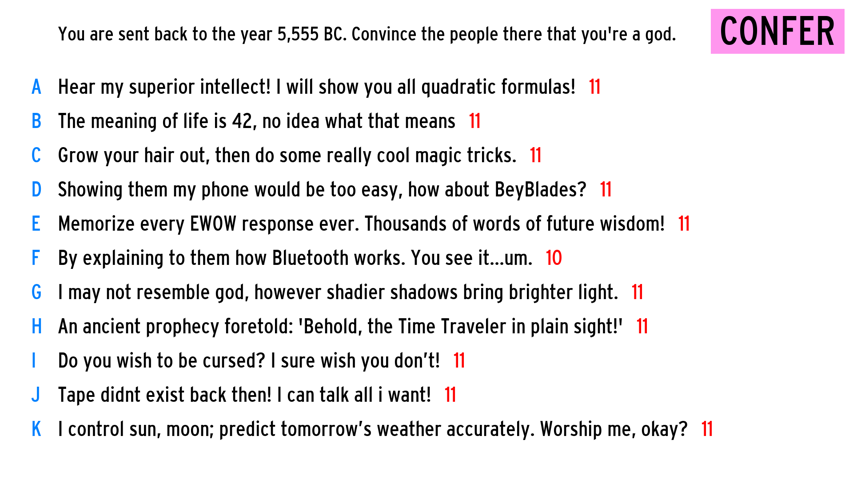 You are sent back to the year 5,555 BC. Convince the people there that you're a god.
CONFER
A Hear my superior intellect! I will show you all quadratic formulas! 11
B The meaning of life is 42, no idea what that means 11
C Grow your hair out, then do some really cool magic tricks. 11
D Showing them my phone would be too easy, how about BeyBlades? 11
E Memorize every EWOW response ever. Thousands of words of future wisdom! 11
F By explaining to them how Bluetooth works. You see it...um. 10
G I may not resemble god, however shadier shadows bring brighter light. 11
H An ancient prophecy foretold: 'Behold, the Time Traveler in plain sight!' 11
I Do you wish to be cursed? I sure wish you don’t! 11
J Tape didnt exist back then! I can talk all i want! 11
K I control sun, moon; predict tomorrow’s weather accurately. Worship me, okay? 11